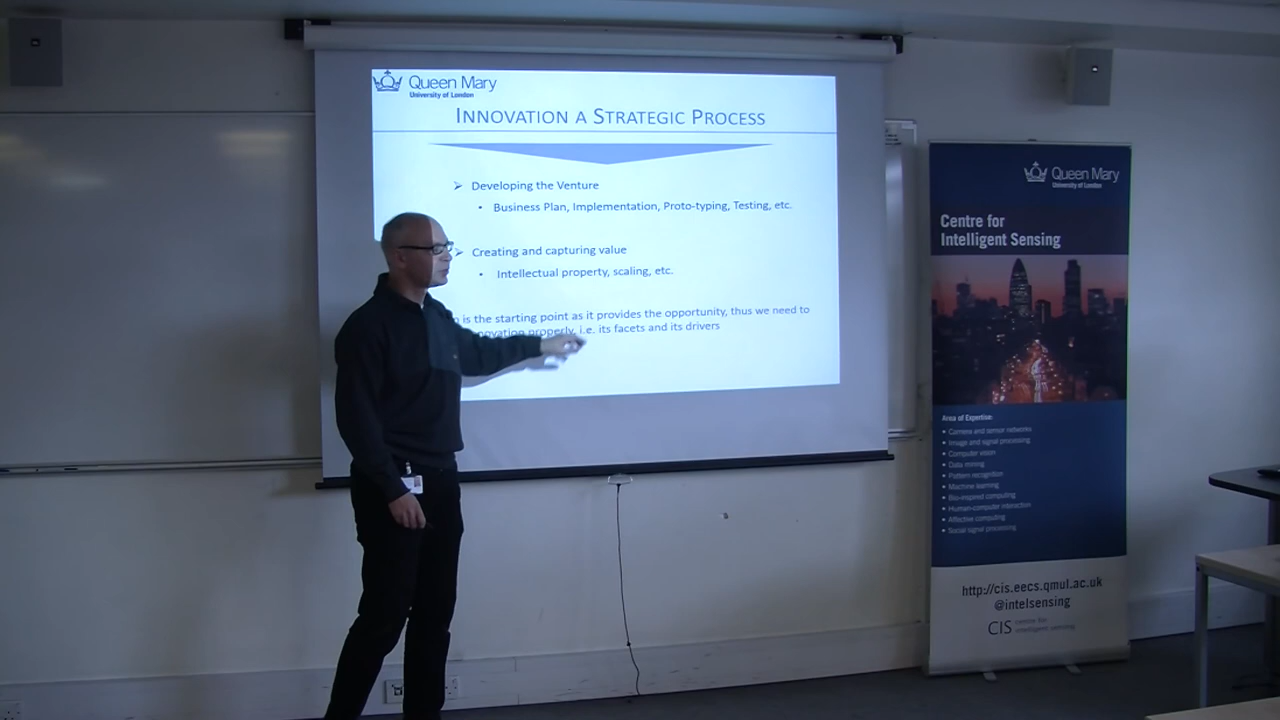 Queen Mary
University of London
INNOVATION A STRATEGIC PROCESS
➢ Developing the Venture
• Business Plan, Implementation, Proto-typing, Testing, etc.
➢ Creating and capturing value
• Intellectual property, scaling, etc.
is the starting point as it provides the opportunity, thus we need to
properly, i.e. its facets and its drivers
Queen Mary
University of London
Centre for
Intelligent Sensing
Area of Expertise:
• Camera and sensor networks
• Image and signal processing
• Computer vision
• Data mining
• Pattern recognition
• Machine learning
• Bio-inspired computing
• Human-computer interaction
• Affective computing
• Social signal processing
http://cis.eecs.qmul.ac.uk
@intelsensing
CIS centre for
intelligent sensing